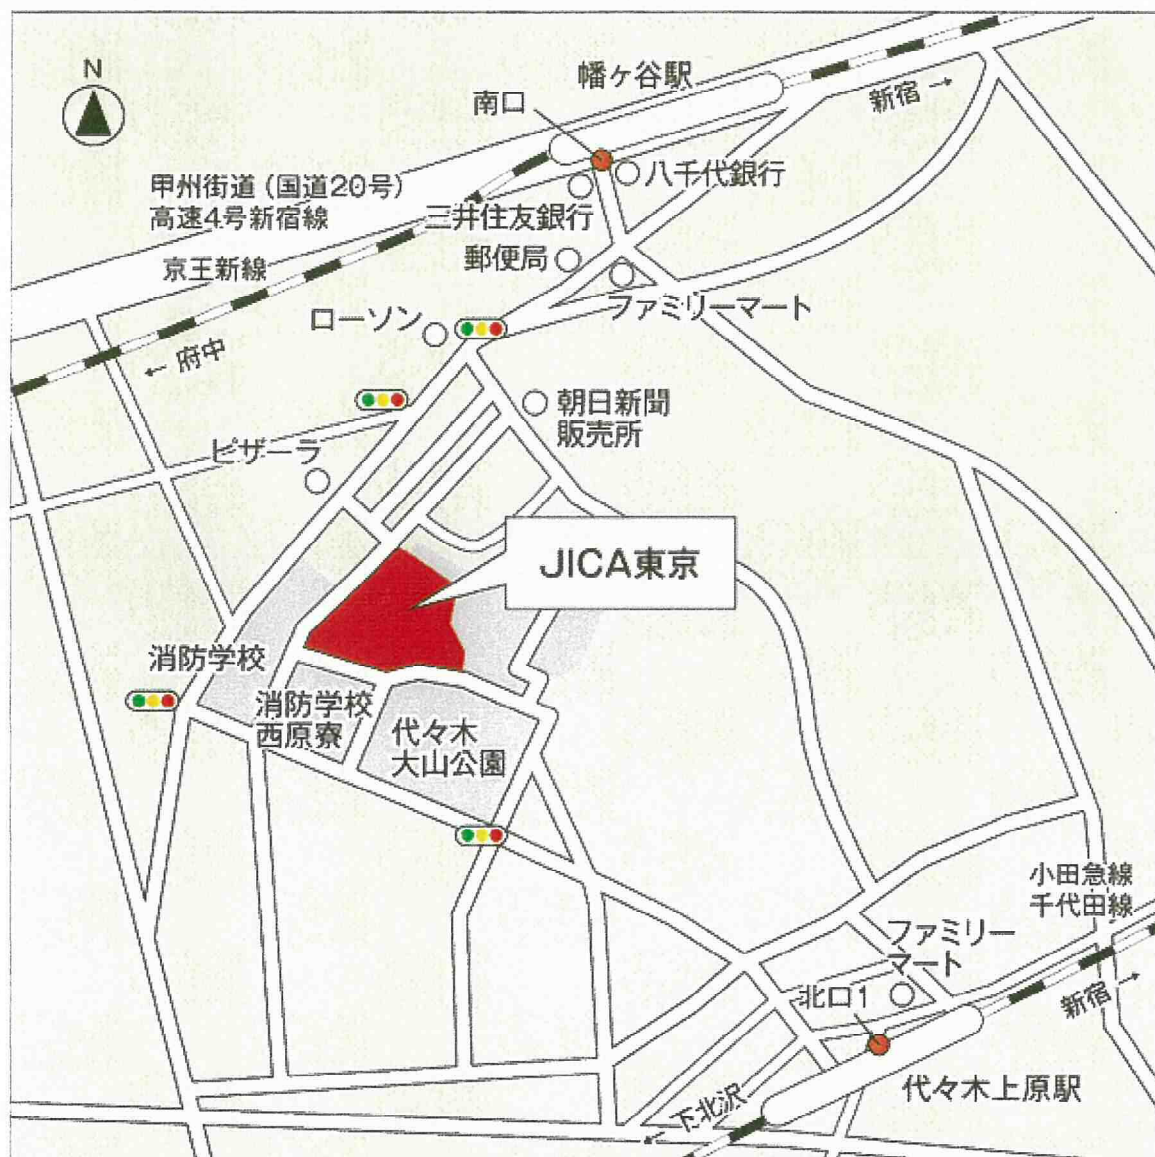 N
幡ヶ谷駅
南口
新宿→
八千代銀行
甲州街道(国道20号)
高速4号新宿線
三井住友銀行
郵便局
京王新線
ファミリーマート
ローソン
←府中
朝日新聞
販売所
ピザーラ
JICA東京
消防学校
消防学校
西原寮
代々木
大山公園
小田急線
千代田線
ファミリー
マート
北口1
新宿→
代々木上原駅
←下北沢